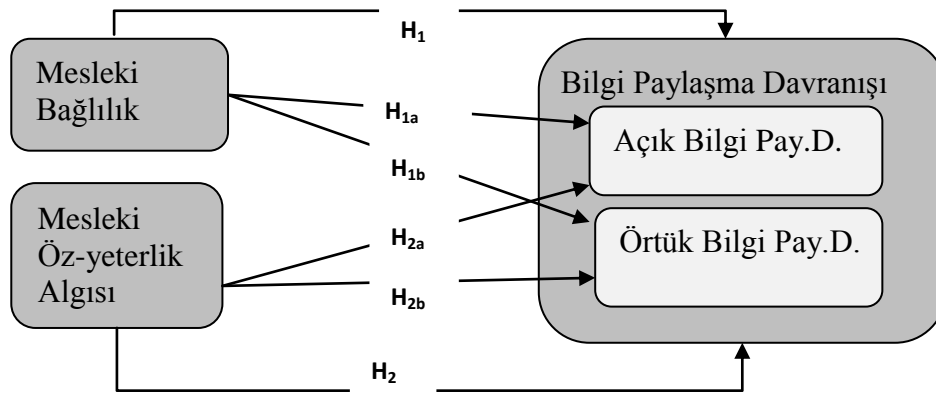 H1
Mesleki
Bağlılık
Bilgi Paylaşma Davranışı
H1a
Açık Bilgi Pay.D.
H1b
Mesleki
Öz-yeterlik
Algısı
H2a
Örtük Bilgi Pay.D.
H2b
H2